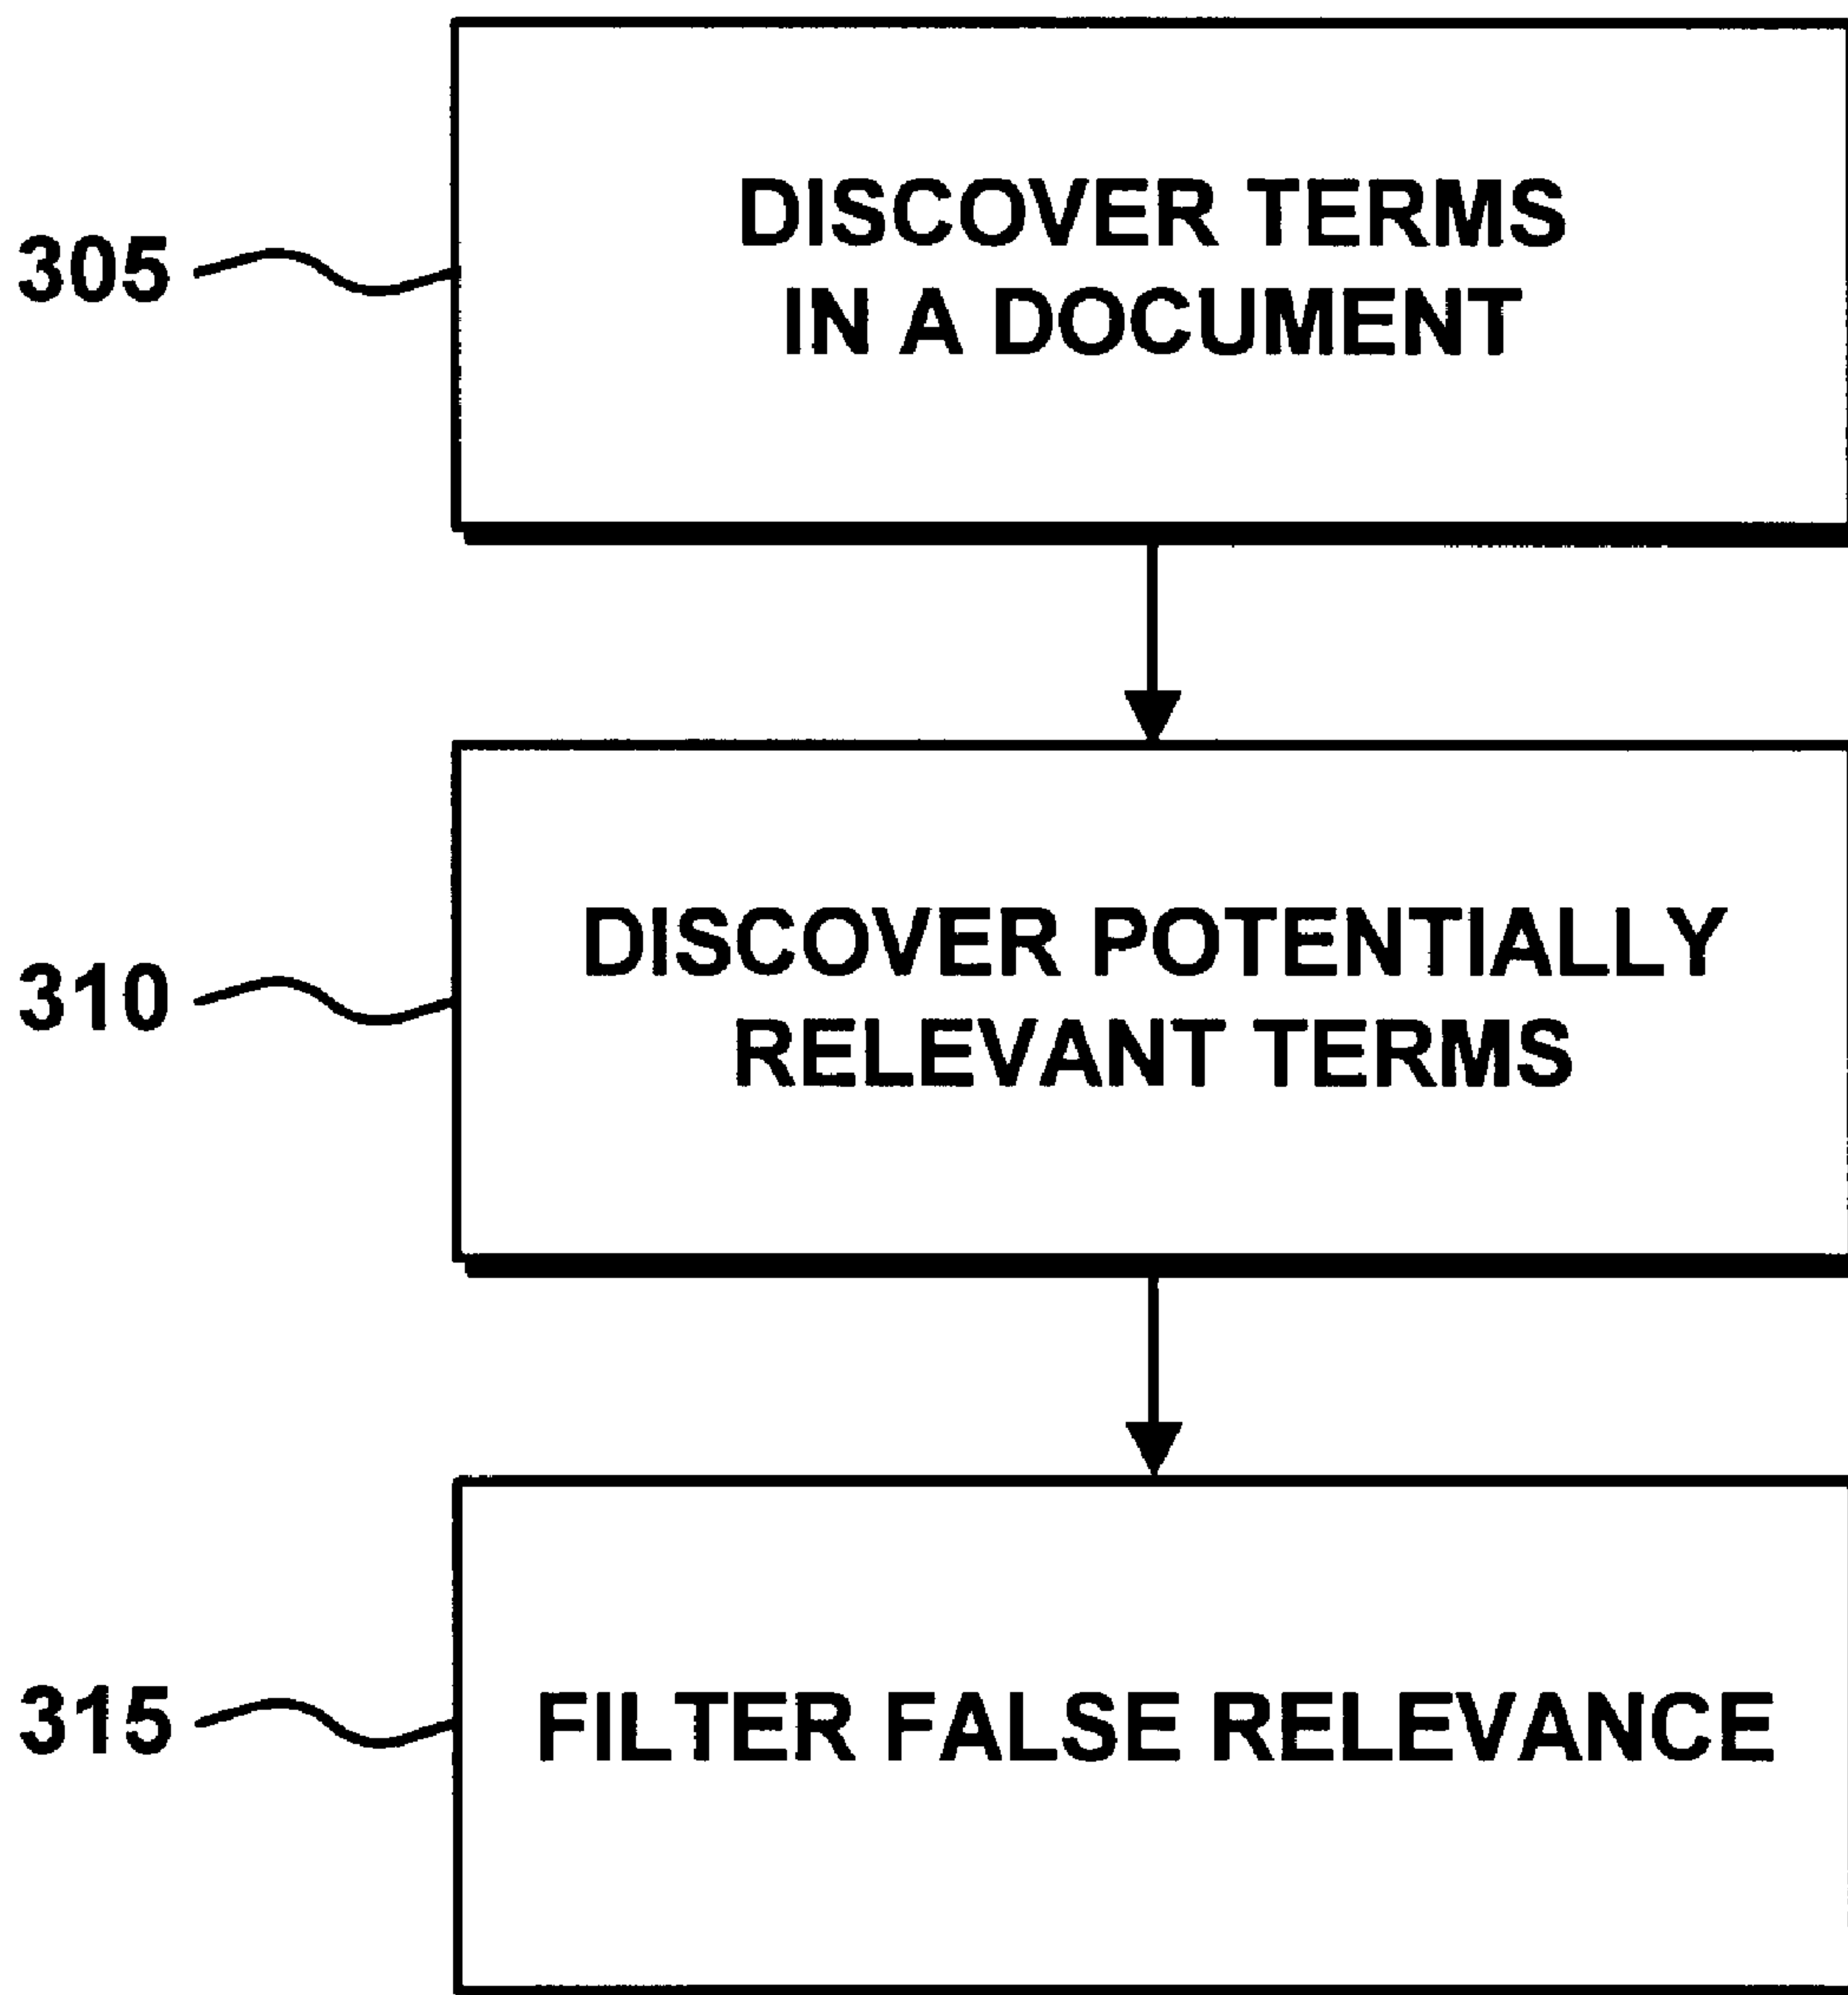 305
DISCOVER TERMS
IN A DOCUMENT
310
DISCOVER POTENTIALLY
RELEVANT TERMS
315
FILTER FALSE RELEVANCE